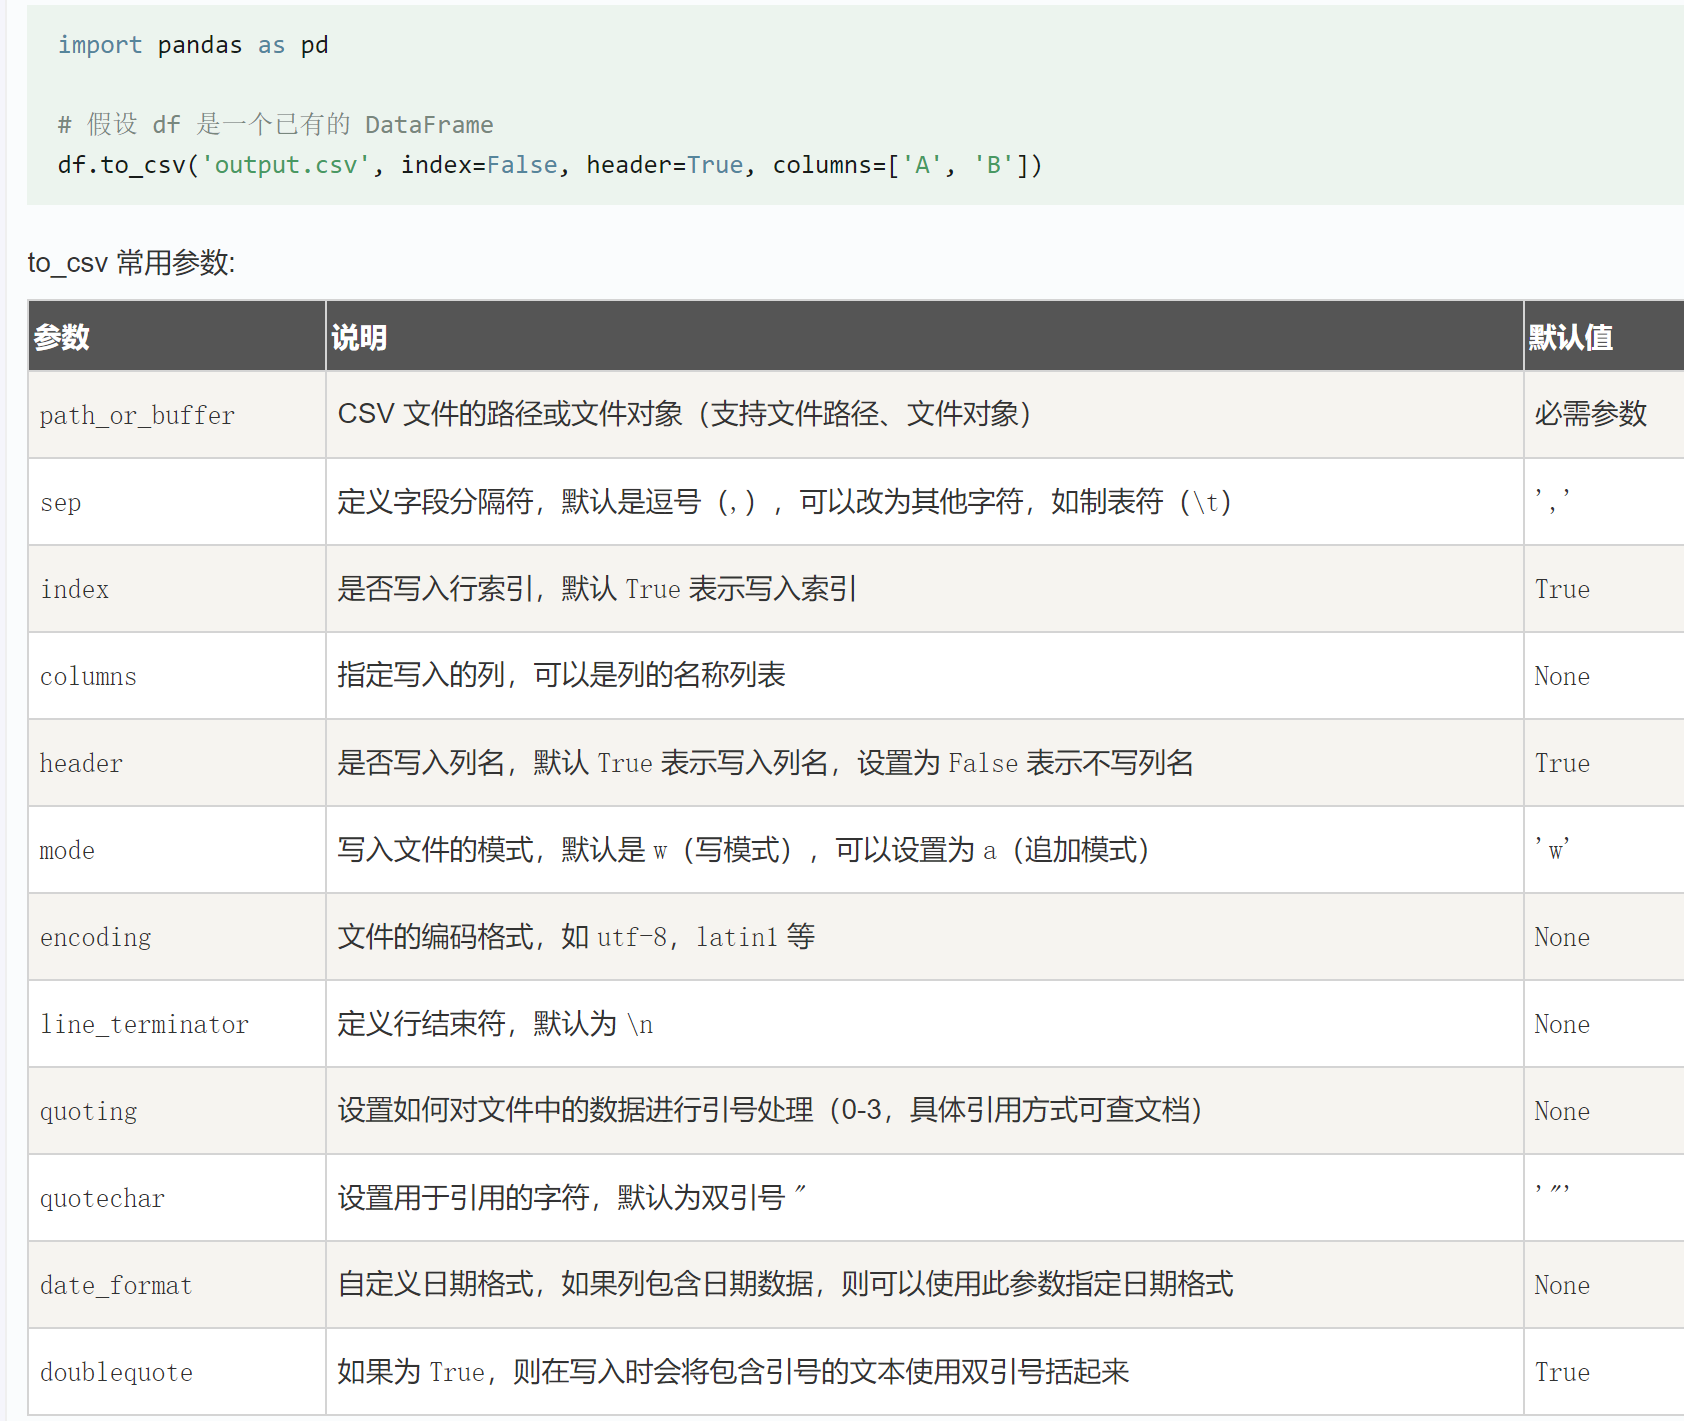 import pandas as pd
# 假设 df 是一个已有的 DataFrame
df.to_csv('output.csv', index=False, header=True, columns=['A', 'B'])
to_csv 常用参数:
参数 说明 默认值
path_or_buffer CSV 文件的路径或文件对象（支持文件路径、文件对象） 必需参数
sep 定义字段分隔符，默认是逗号（,），可以改为其他字符，如制表符（\t） ','
index 是否写入行索引，默认 True 表示写入索引 True
columns 指定写入的列，可以是列的名称列表 None
header 是否写入列名，默认 True 表示写入列名，设置为 False 表示不写列名 True
mode 写入文件的模式，默认是 w（写模式），可以设置为 a（追加模式） 'w'
encoding 文件的编码格式，如 utf-8，latin1 等 None
line_terminator 定义行结束符，默认为 \n None
quoting 设置如何对文件中的数据进行引号处理（0-3，具体引用方式可查文档） None
quotechar 设置用于引用的字符，默认为双引号 " '"'
date_format 自定义日期格式，如果列包含日期数据，则可以使用此参数指定日期格式 None
doublequote 如果为 True，则在写入时会将包含引号的文本使用双引号括起来 True